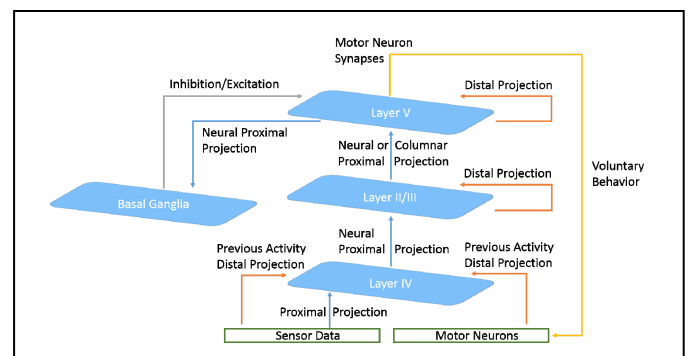 Motor Neuron
Synapses
Inhibition/Excitation
Distal Projection
Layer V
Neural Proximal
Projection
Neural or Columnar
Proximal Projection
Voluntary
Behavior
Distal Projection
Basal Ganglia
Layer II/III
Neural
Proximal Projection
Previous Activity
Distal Projection
Previous Activity
Distal Projection
Layer IV
Proximal Projection
Sensor Data
Motor Neurons